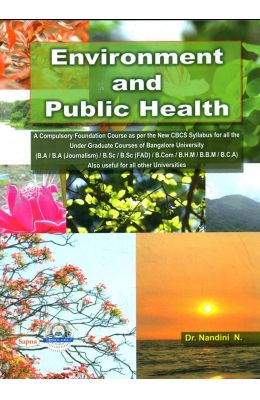 Environment
and
Public Health
A Compulsory Foundation Course as per the New CBCS Syllabus for all the
Under Graduate Courses of Bangalore University
(B.A / B.A (Journalism) / B.Sc / B.Sc (FAD) / B.Com / B.H.M / B.B.M / B.C.A)
Also useful for all other Universities
Dr. Nandini N.
Sapna